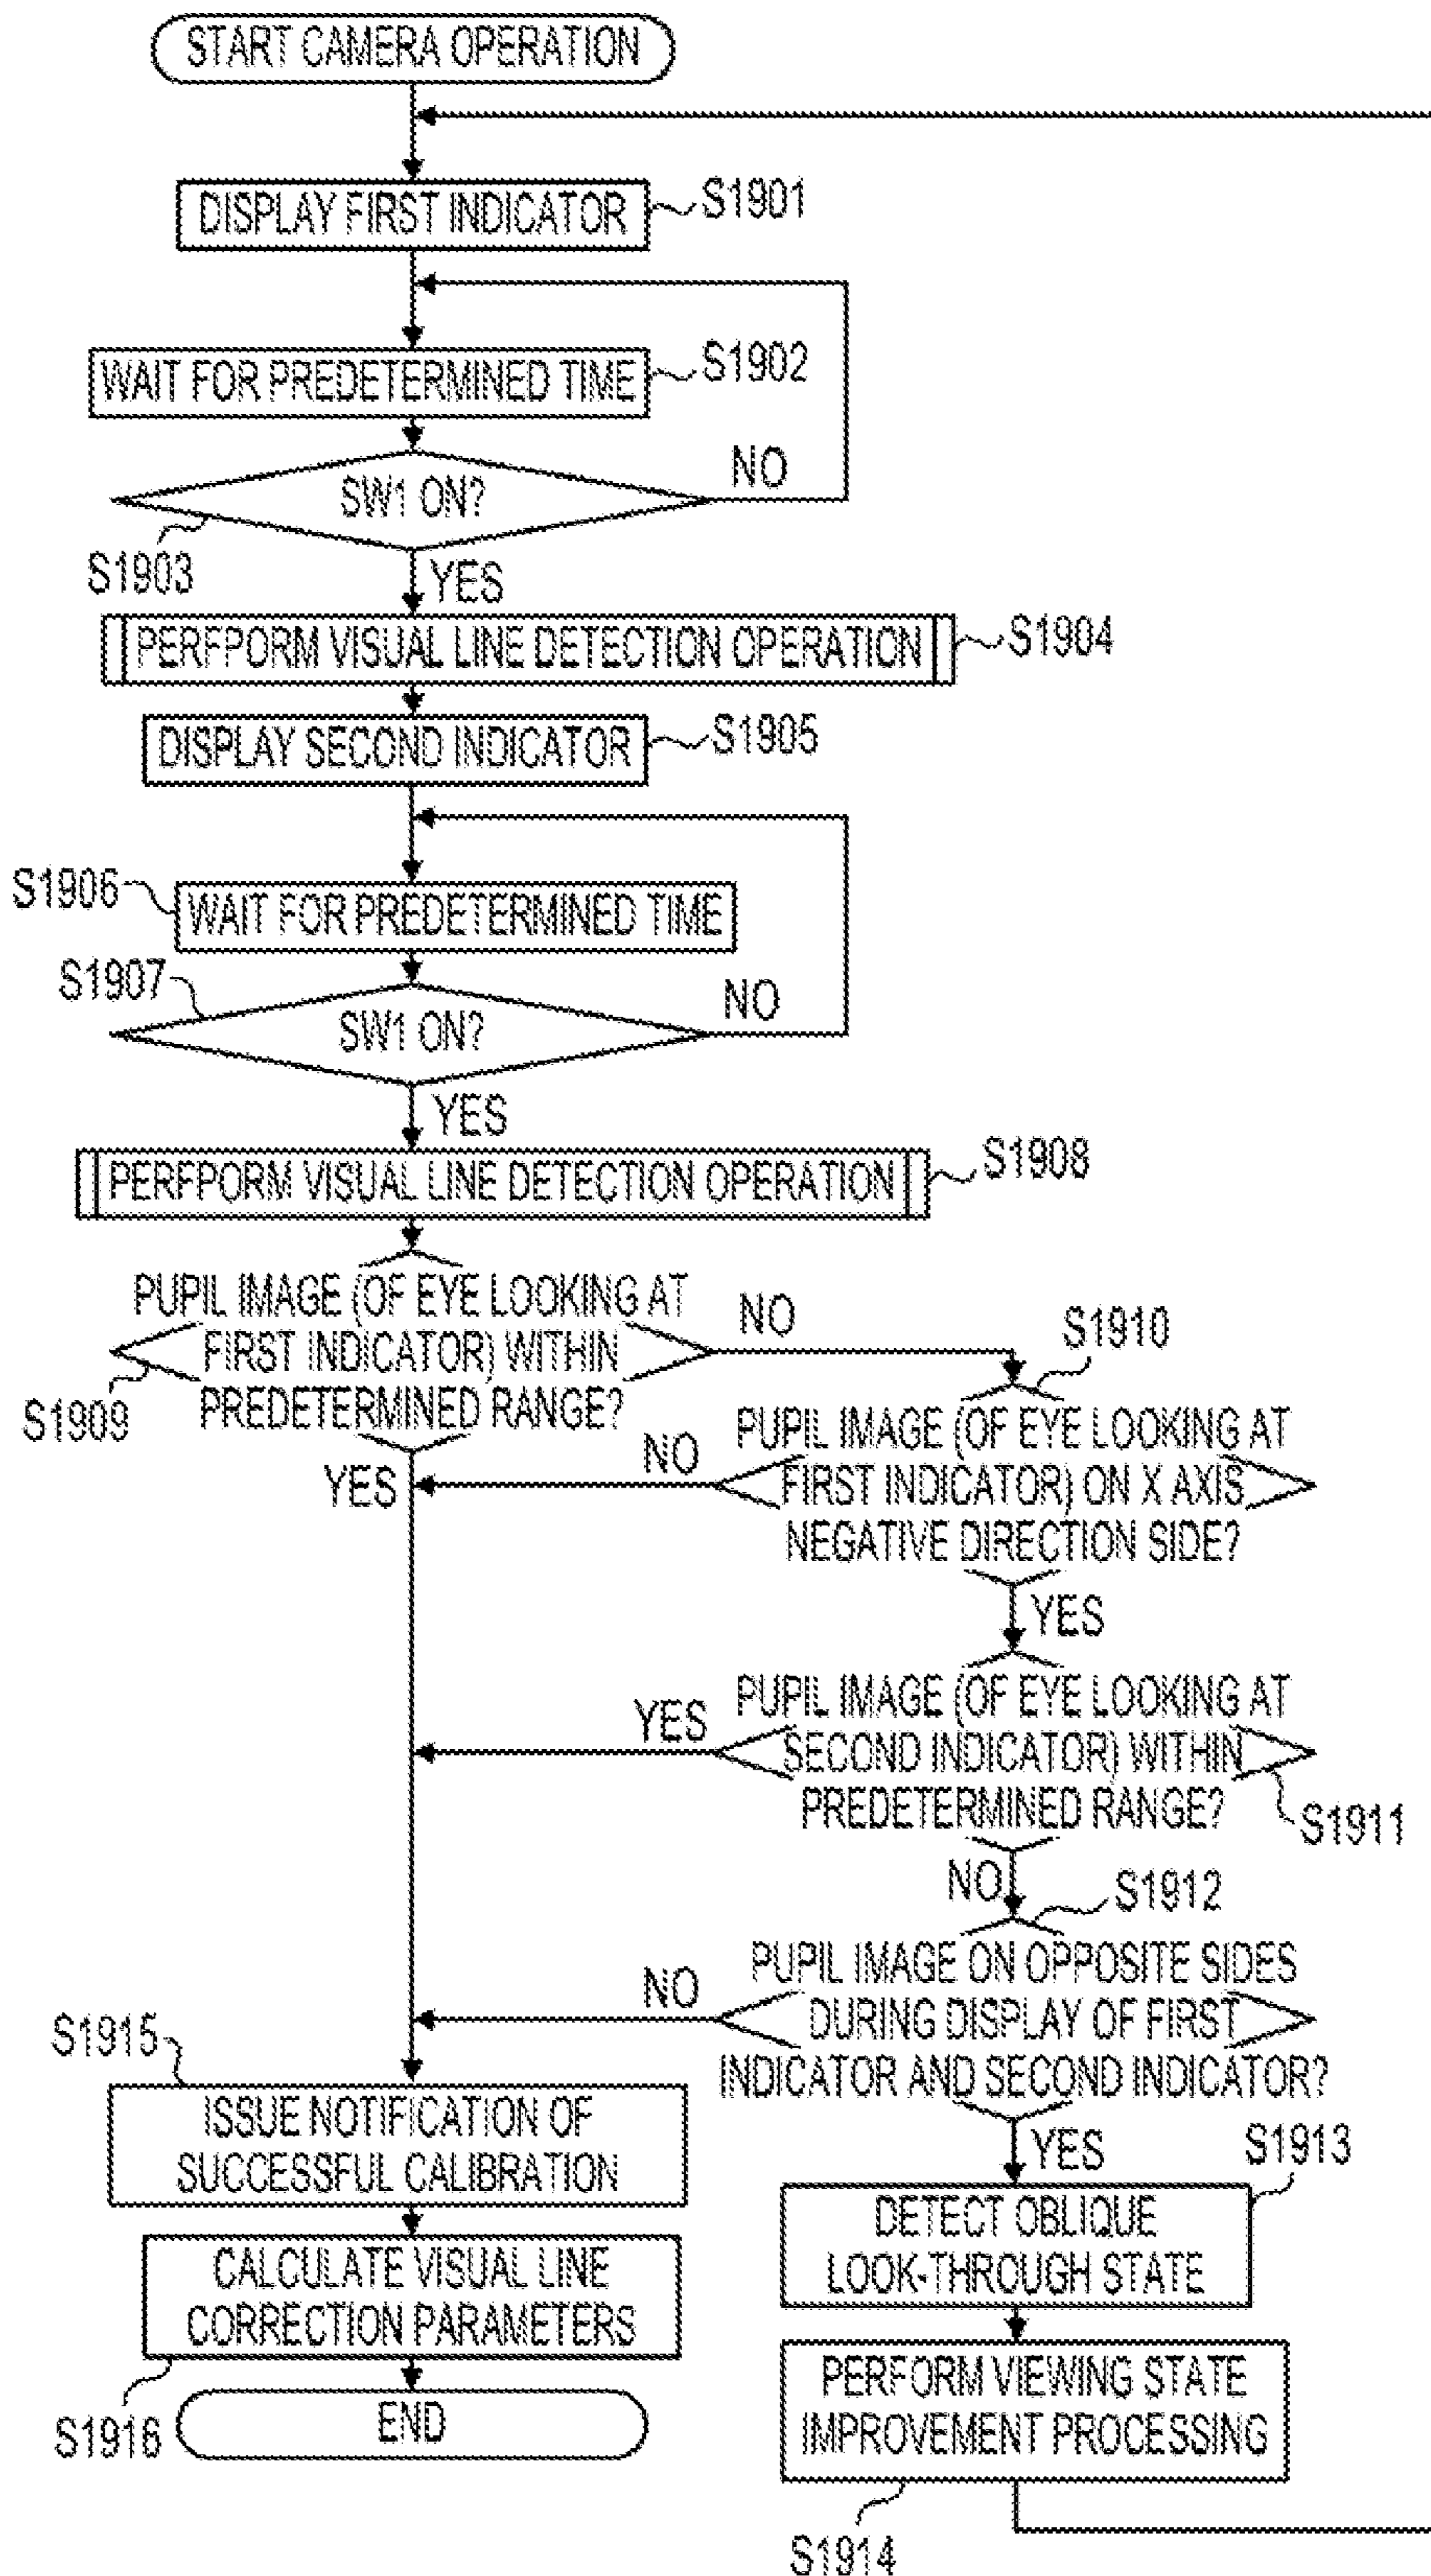 START CAMERA OPERATION
DISPLAY FIRST INDICATOR
S1901
WAIT FOR PREDETERMINED TIME
S1902
SW1 ON?
NO
S1903
YES
PERFPORM VISUAL LINE DETECTION OPERATION
S1904
DISPLAY SECOND INDICATOR
S1905
S1906
WAIT FOR PREDETERMINED TIME
S1907
SW1 ON?
NO
YES
PERFPORM VISUAL LINE DETECTION OPERATION
S1908
PUPIL IMAGE (OF EYE LOOKING AT
FIRST INDICATOR) WITHIN
PREDETERMINED RANGE?
NO
S1909
YES
S1910
PUPIL IMAGE (OF EYE LOOKING AT
FIRST INDICATOR) ON X AXIS
NEGATIVE DIRECTION SIDE?
NO
YES
PUPIL IMAGE (OF EYE LOOKING AT
SECOND INDICATOR) WITHIN
PREDETERMINED RANGE?
YES
S1911
NO
S1912
PUPIL IMAGE ON OPPOSITE SIDES
DURING DISPLAY OF FIRST
INDICATOR AND SECOND INDICATOR?
NO
YES
S1915
ISSUE NOTIFICATION OF
SUCCESSFUL CALIBRATION
S1913
DETECT OBLIQUE
LOOK-THROUGH STATE
CALCULATE VISUAL LINE
CORRECTION PARAMETERS
S1916
PERFORM VIEWING STATE
IMPROVEMENT PROCESSING
S1914
END